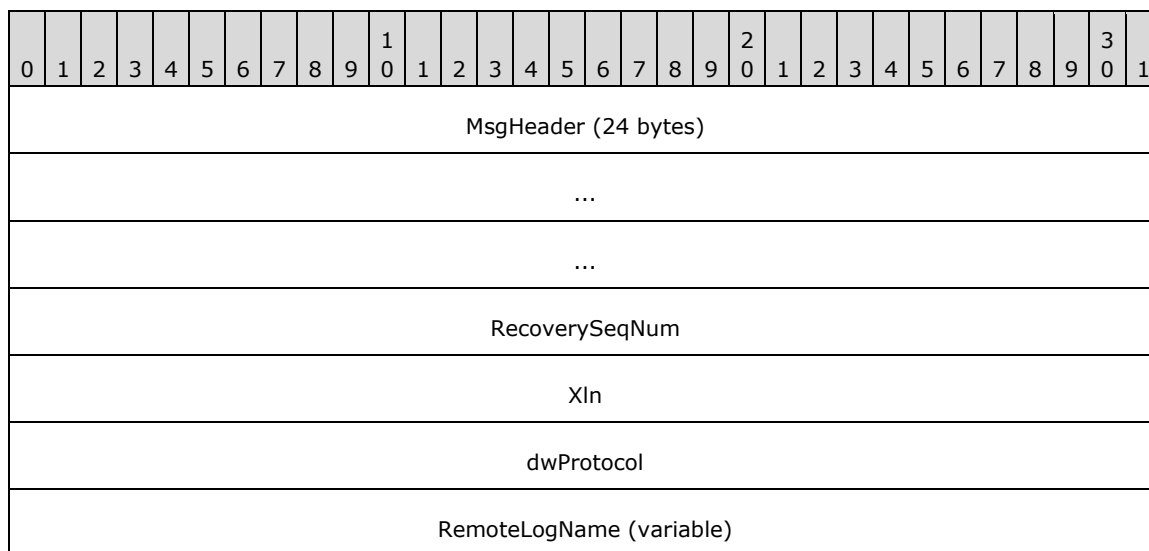 1 2 3
0 1 2 3 4 5 6 7 8 9 0 1 2 3 4 5 6 7 8 9 0 1 2 3 4 5 6 7 8 9 0 1
MsgHeader (24 bytes)
...
...
RecoverySeqNum
Xln
dwProtocol
RemoteLogName (variable)